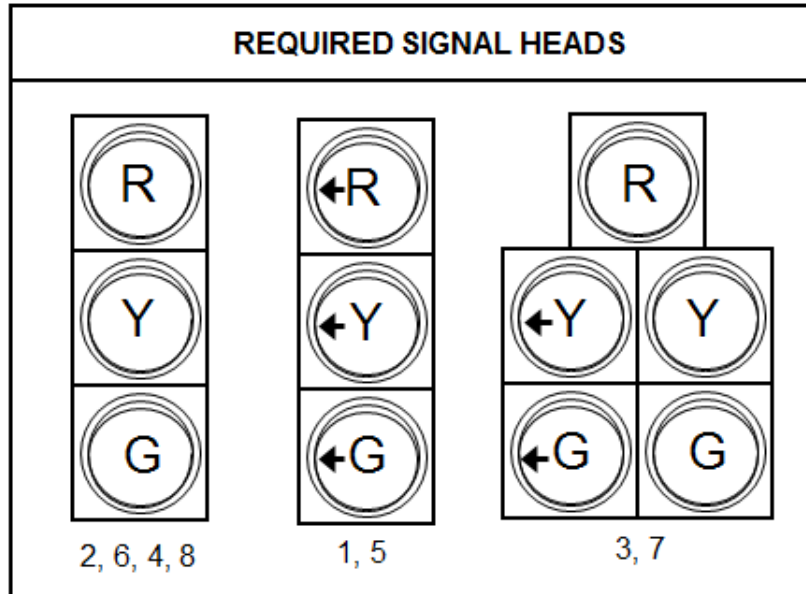 REQUIRED SIGNAL HEADS
R
Y
G
2, 6, 4, 8
←R
←Y
←G
1, 5
R
←Y Y
←G G
3, 7